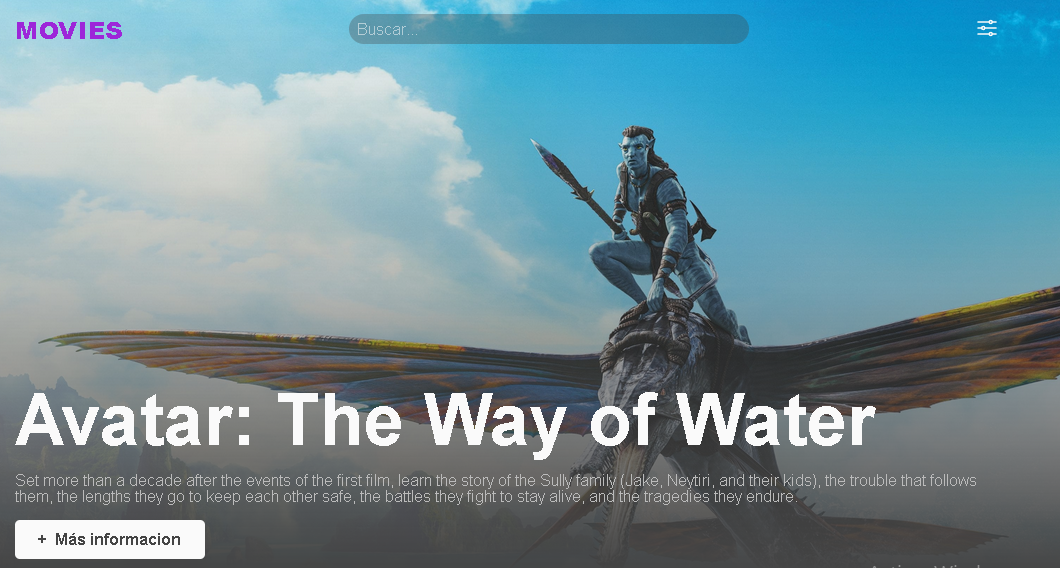 MOVIES
Buscar...
Avatar: The Way of Water
Set more than a decade after the events of the first film, learn the story of the Sully family (Jake, Neytiri, and their kids), the trouble that follows
them, the lengths they go to keep each other safe, the battles they fight to stay alive, and the tragedies they endure.
+ Más informacion